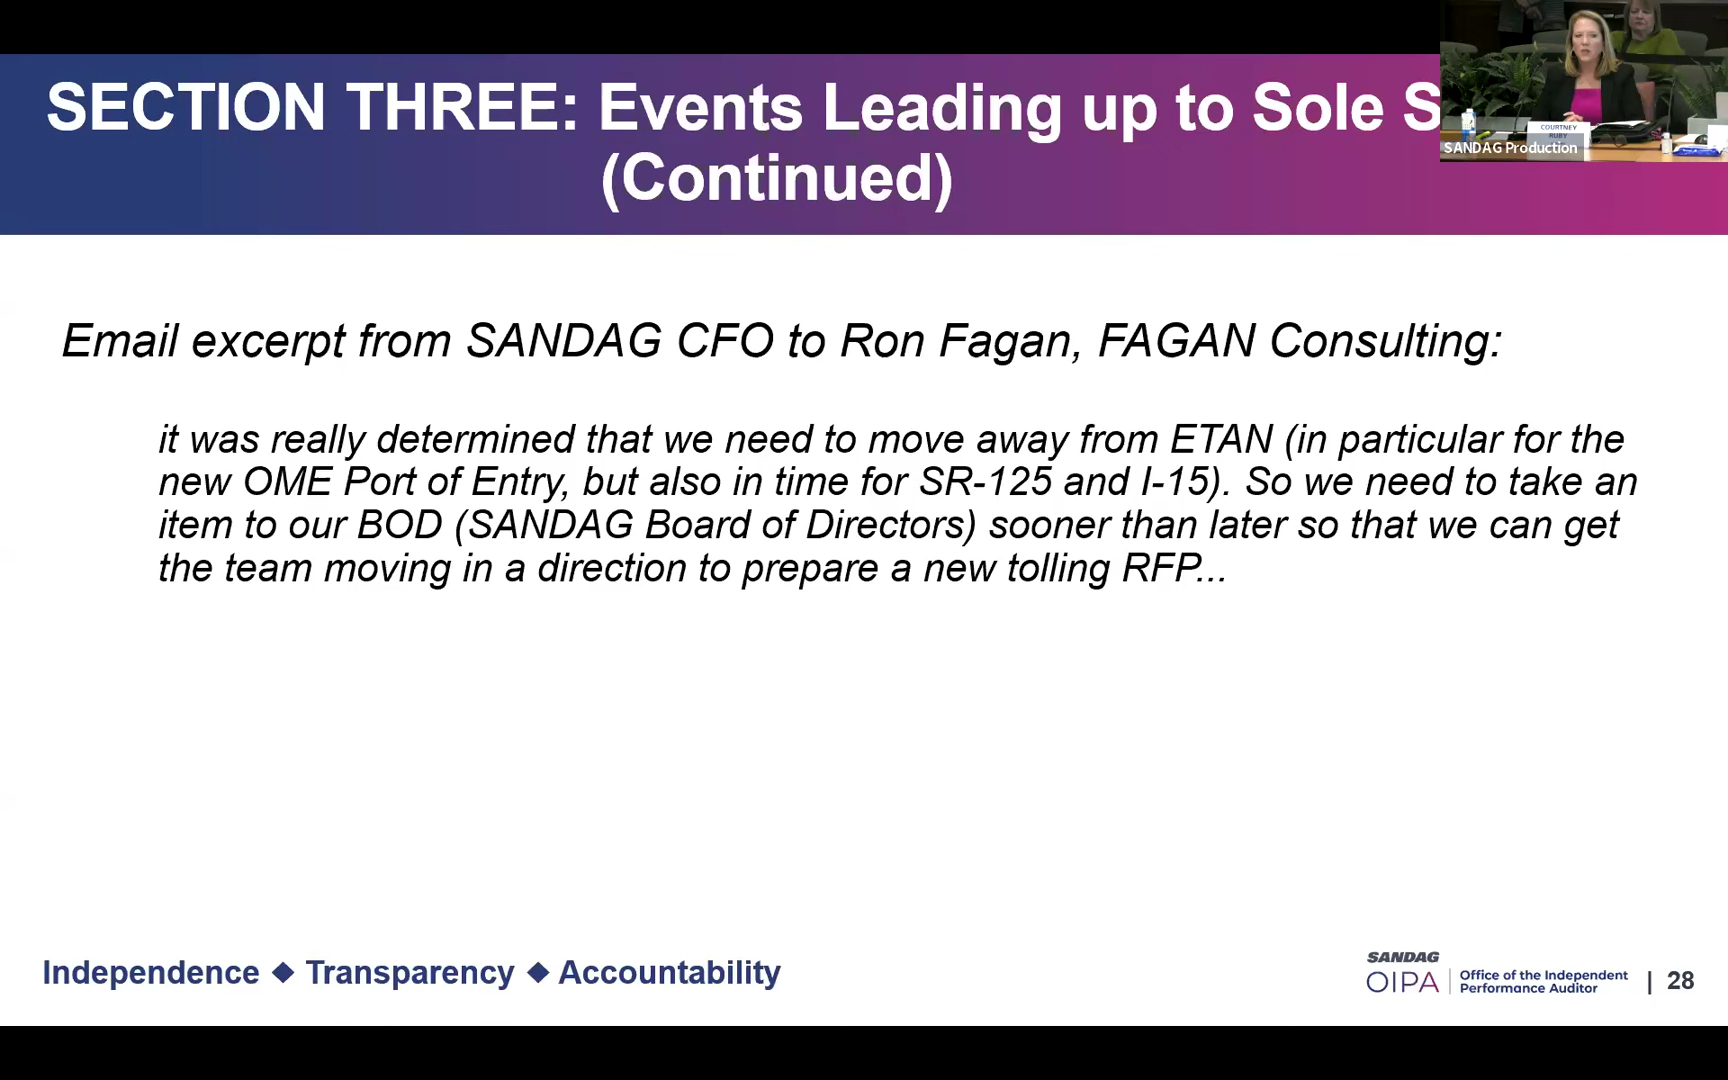 SECTION THREE: Events Leading up to Sole S
(Continued)
COURTNEY
RUBY
SANDAG Production
Email excerpt from SANDAG CFO to Ron Fagan, FAGAN Consulting:
it was really determined that we need to move away from ETAN (in particular for the
new OME Port of Entry, but also in time for SR-125 and I-15). So we need to take an
item to our BOD (SANDAG Board of Directors) sooner than later so that we can get
the team moving in a direction to prepare a new tolling RFP...
Independence ◆ Transparency ◆ Accountability
SANDAG
OIPA | Office of the Independent
Performance Auditor
| 28